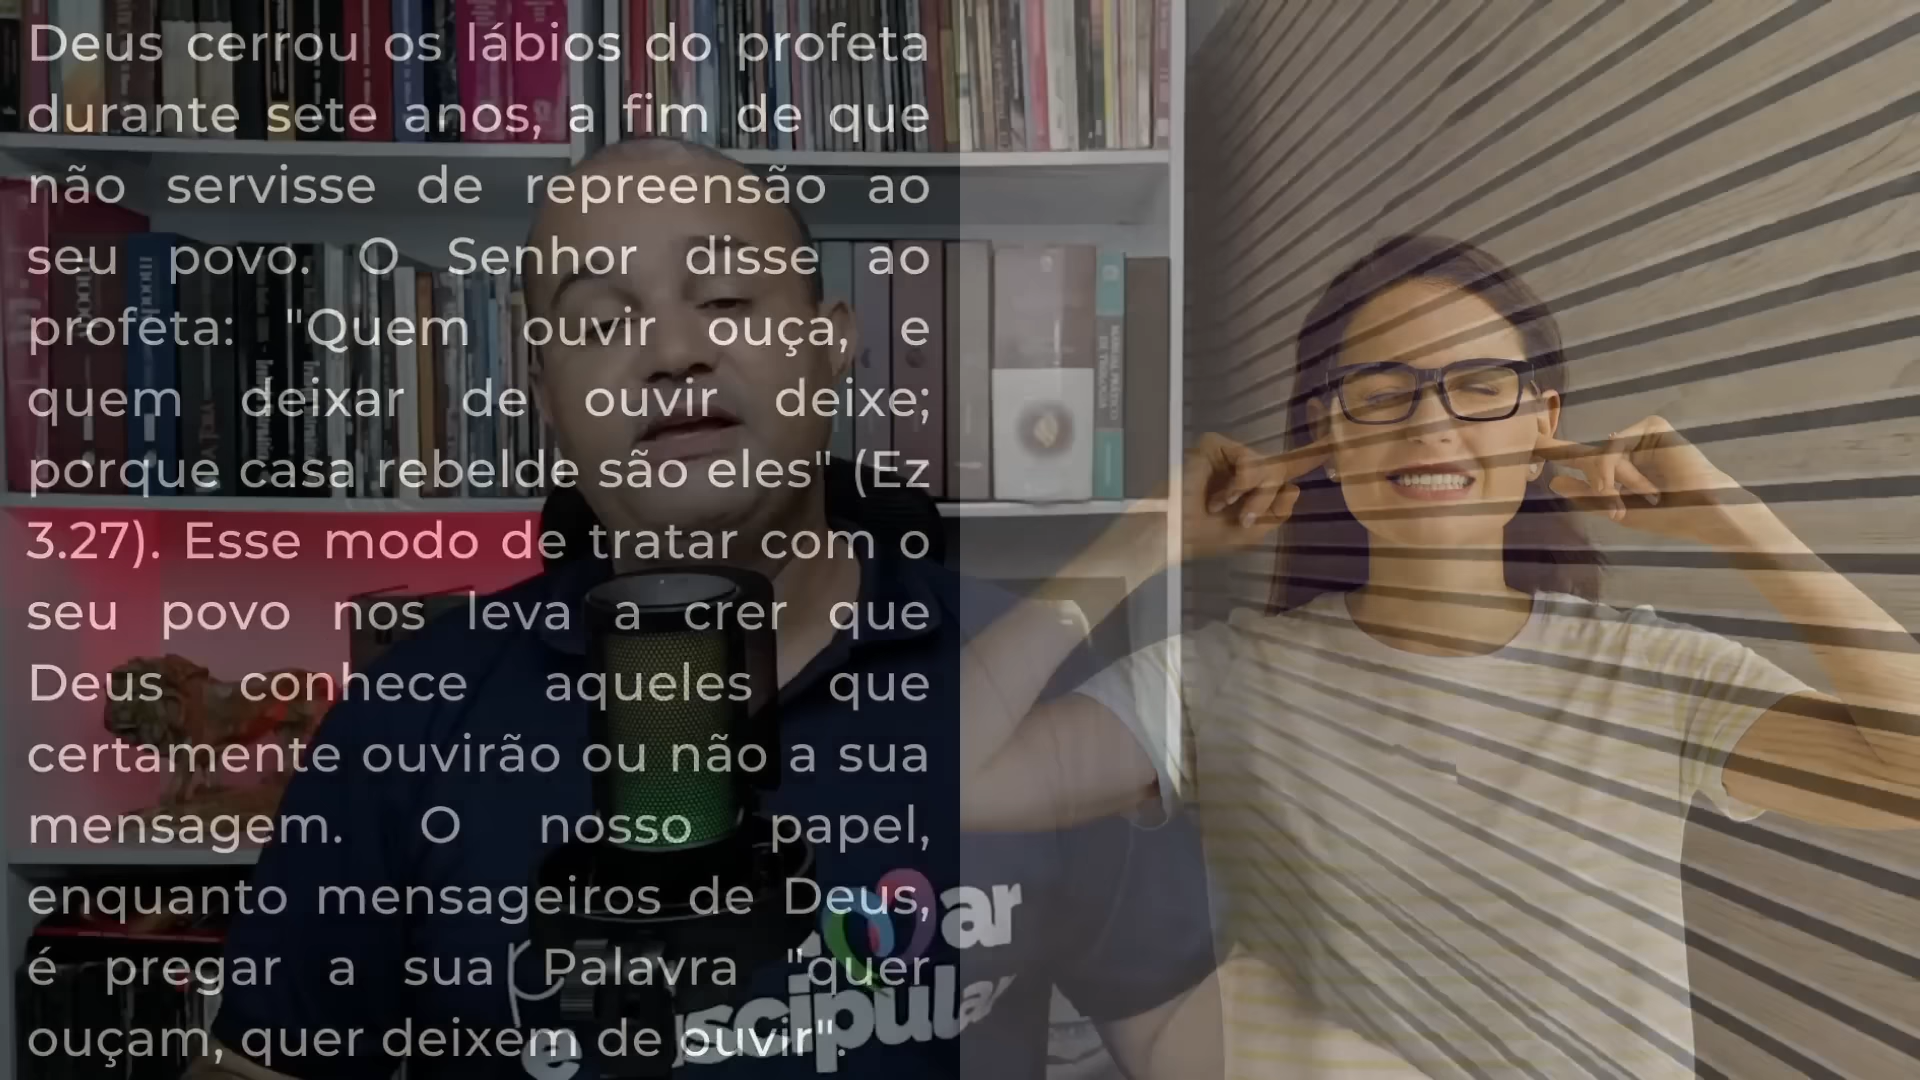 Deus cerrou os lábios do profeta
durante sete anos, a fim de que
não servisse de repreensão ao
seu povo. O Senhor disse ao
profeta: "Quem ouvir ouça, e
quem deixar de ouvir deixe;
porque casa rebelde são eles" (Ez
3.27). Esse modo de tratar com o
seu povo nos leva a crer que
Deus conhece aqueles que
certamente ouvirão ou não a sua
mensagem. O nosso papel,
enquanto mensageiros de Deus,
é pregar a sua Palavra "quer
ouçam, quer deixem de ouvir".